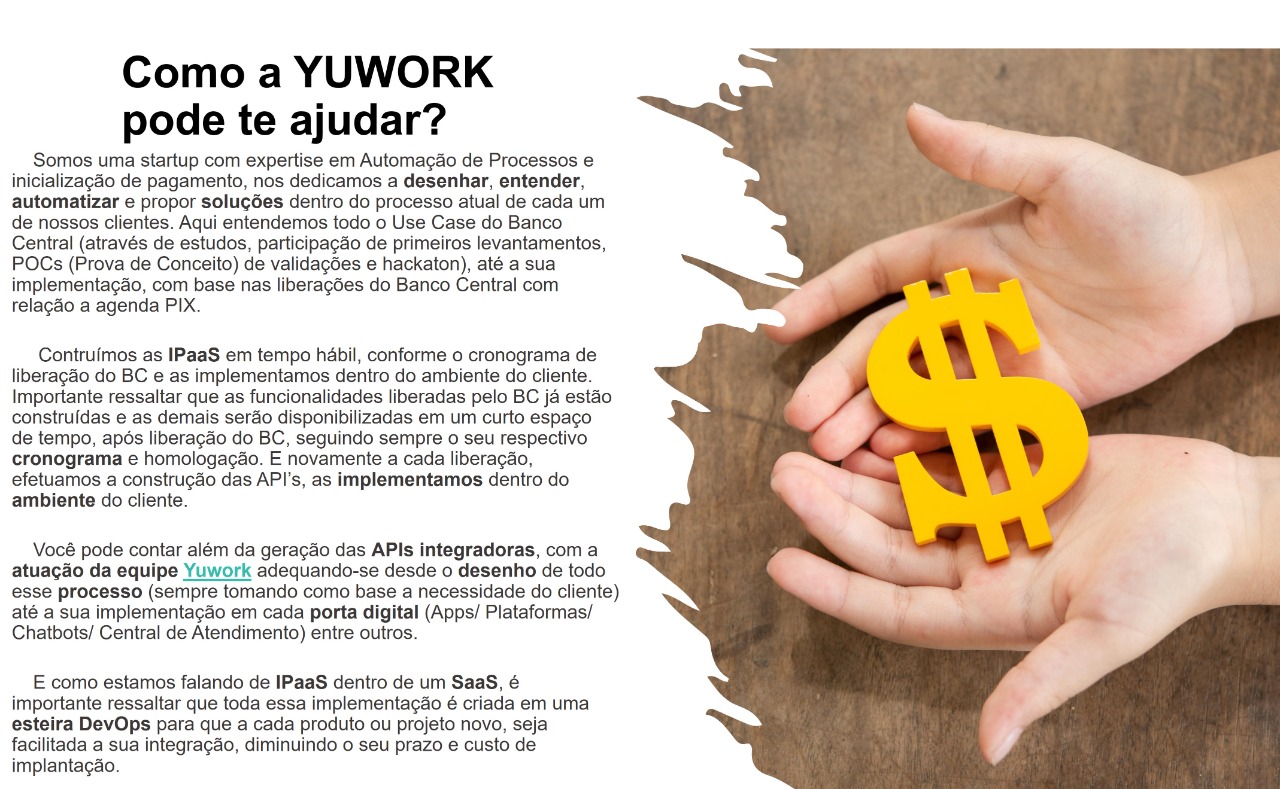 Como a YUWORK
pode te ajudar?
Somos uma startup com expertise em Automação de Processos e
inicialização de pagamento, nos dedicamos a desenhar, entender,
automatizar e propor soluções dentro do processo atual de cada um
de nossos clientes. Aqui entendemos todo o Use Case do Banco
Central (através de estudos, participação de primeiros levantamentos,
POCs (Prova de Conceito) de validações e hackaton), até a sua
implementação, com base nas liberações do Banco Central com
relação a agenda PIX.
Contruímos as IPaaS em tempo hábil, conforme o cronograma de
liberação do BC e as implementamos dentro do ambiente do cliente.
Importante ressaltar que as funcionalidades liberadas pelo BC já estão
construídas e as demais serão disponibilizadas em um curto espaço
de tempo, após liberação do BC, seguindo sempre o seu respectivo
cronograma e homologação. E novamente a cada liberação,
efetuamos a construção das API’s, as implementamos dentro do
ambiente do cliente.
Você pode contar além da geração das APIs integradoras, com a
atuação da equipe Yuwork adequando-se desde o desenho de todo
esse processo (sempre tomando como base a necessidade do cliente)
até a sua implementação em cada porta digital (Apps/ Plataformas/
Chatbots/ Central de Atendimento) entre outros.
E como estamos falando de IPaaS dentro de um SaaS, é
importante ressaltar que toda essa implementação é criada em uma
esteira DevOps para que a cada produto ou projeto novo, seja
facilitada a sua integração, diminuindo o seu prazo e custo de
implantação.